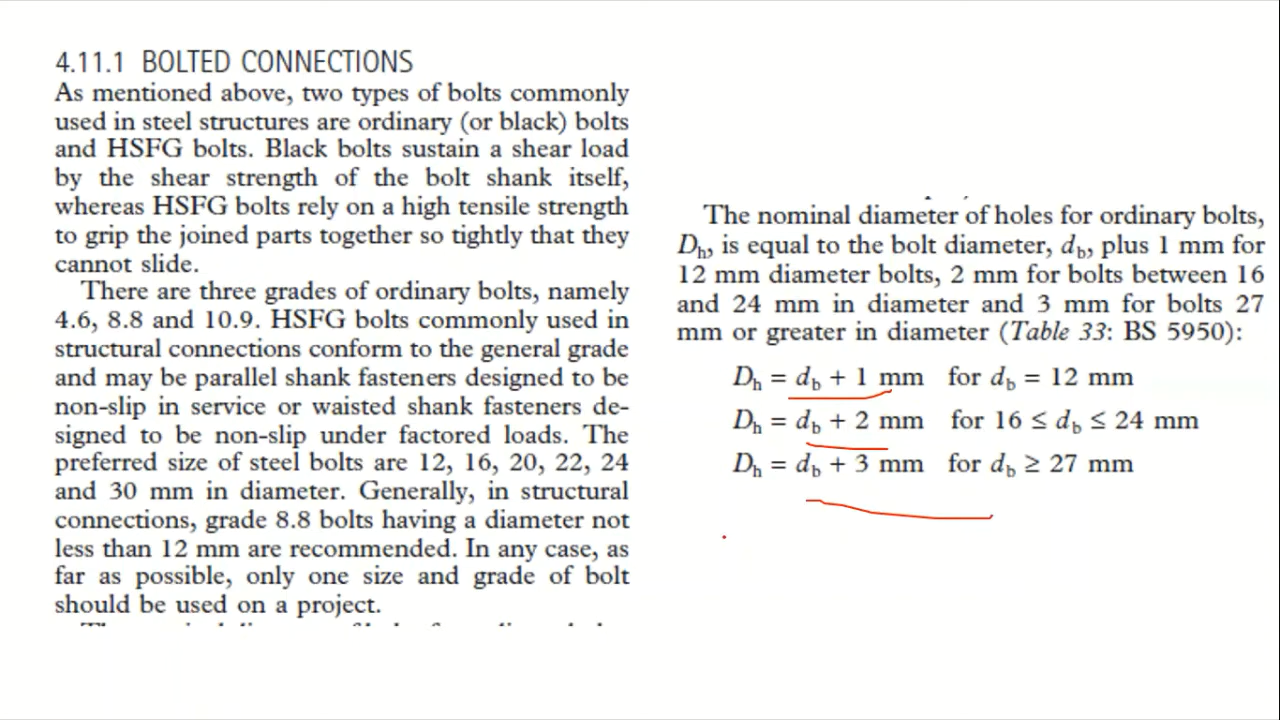 4.11.1 BOLTED CONNECTIONS
As mentioned above, two types of bolts commonly
used in steel structures are ordinary (or black) bolts
and HSFG bolts. Black bolts sustain a shear load
by the shear strength of the bolt shank itself,
whereas HSFG bolts rely on a high tensile strength
to grip the joined parts together so tightly that they
cannot slide.
There are three grades of ordinary bolts, namely
4.6, 8.8 and 10.9. HSFG bolts commonly used in
structural connections conform to the general grade
and may be parallel shank fasteners designed to be
non-slip in service or waisted shank fasteners de-
signed to be non-slip under factored loads. The
preferred size of steel bolts are 12, 16, 20, 22, 24
and 30 mm in diameter. Generally, in structural
connections, grade 8.8 bolts having a diameter not
less than 12 mm are recommended. In any case, as
far as possible, only one size and grade of bolt
should be used on a project.
The nominal diameter of holes for ordinary bolts,
Dh, is equal to the bolt diameter, db, plus 1 mm for
12 mm diameter bolts, 2 mm for bolts between 16
and 24 mm in diameter and 3 mm for bolts 27
mm or greater in diameter (Table 33: BS 5950):
Dh = db + 1 mm for db = 12 mm
Dh = db + 2 mm for 16 ≤ db ≤ 24 mm
Dh = db + 3 mm for db ≥ 27 mm